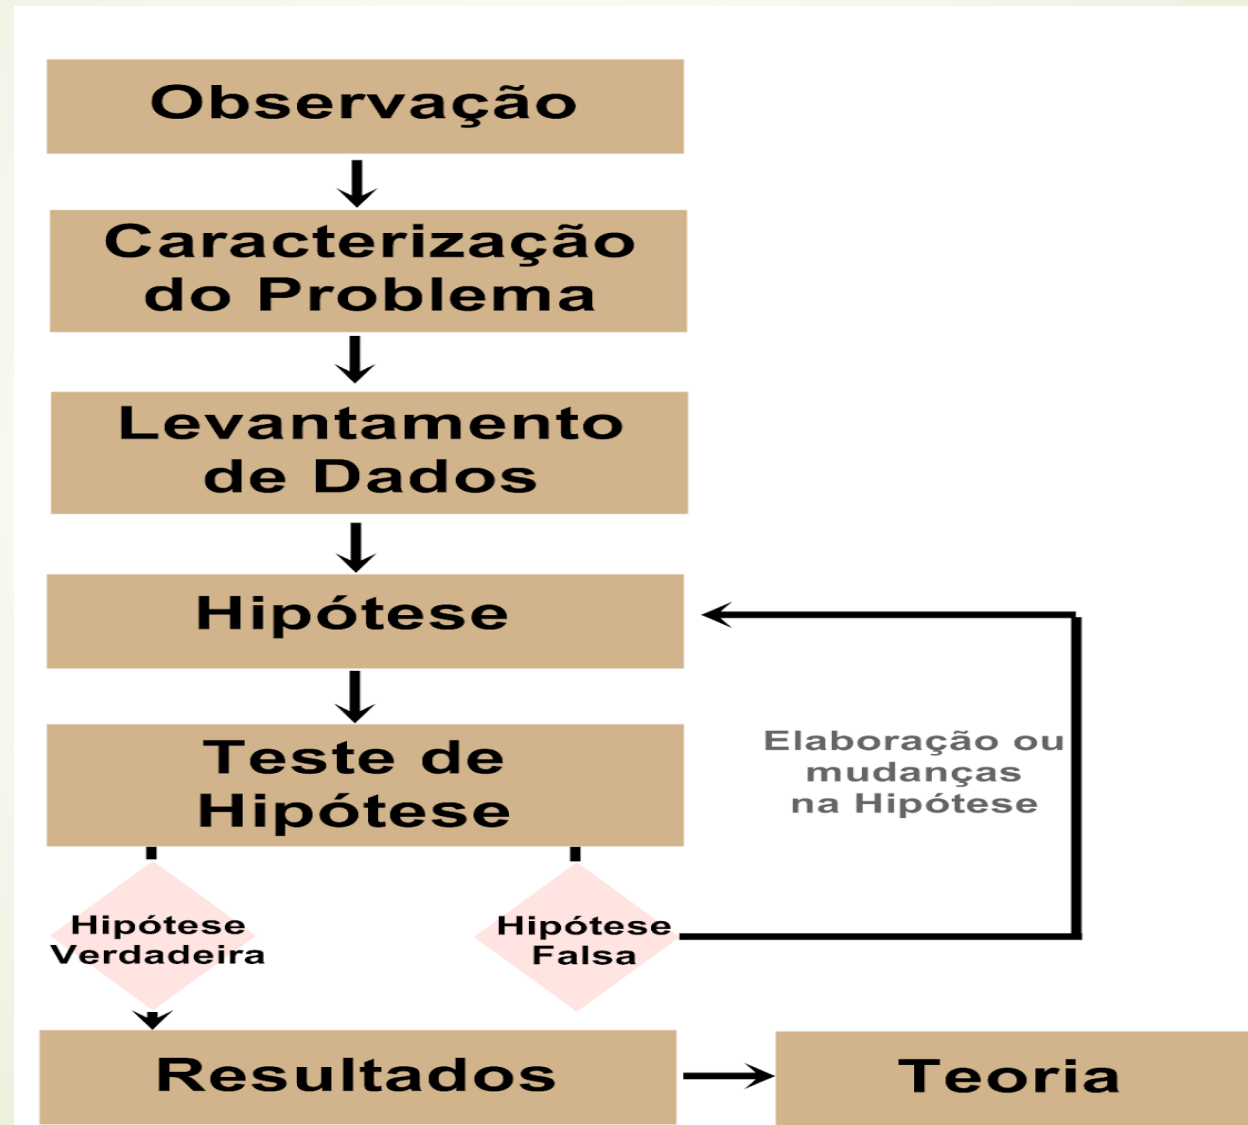 Observação
Caracterização
do Problema
Levantamento
de Dados
Hipótese
Teste de
Hipótese
Elaboração ou
mudanças
na Hipótese
Hipótese
Verdadeira
Hipótese
Falsa
Resultados
Teoria